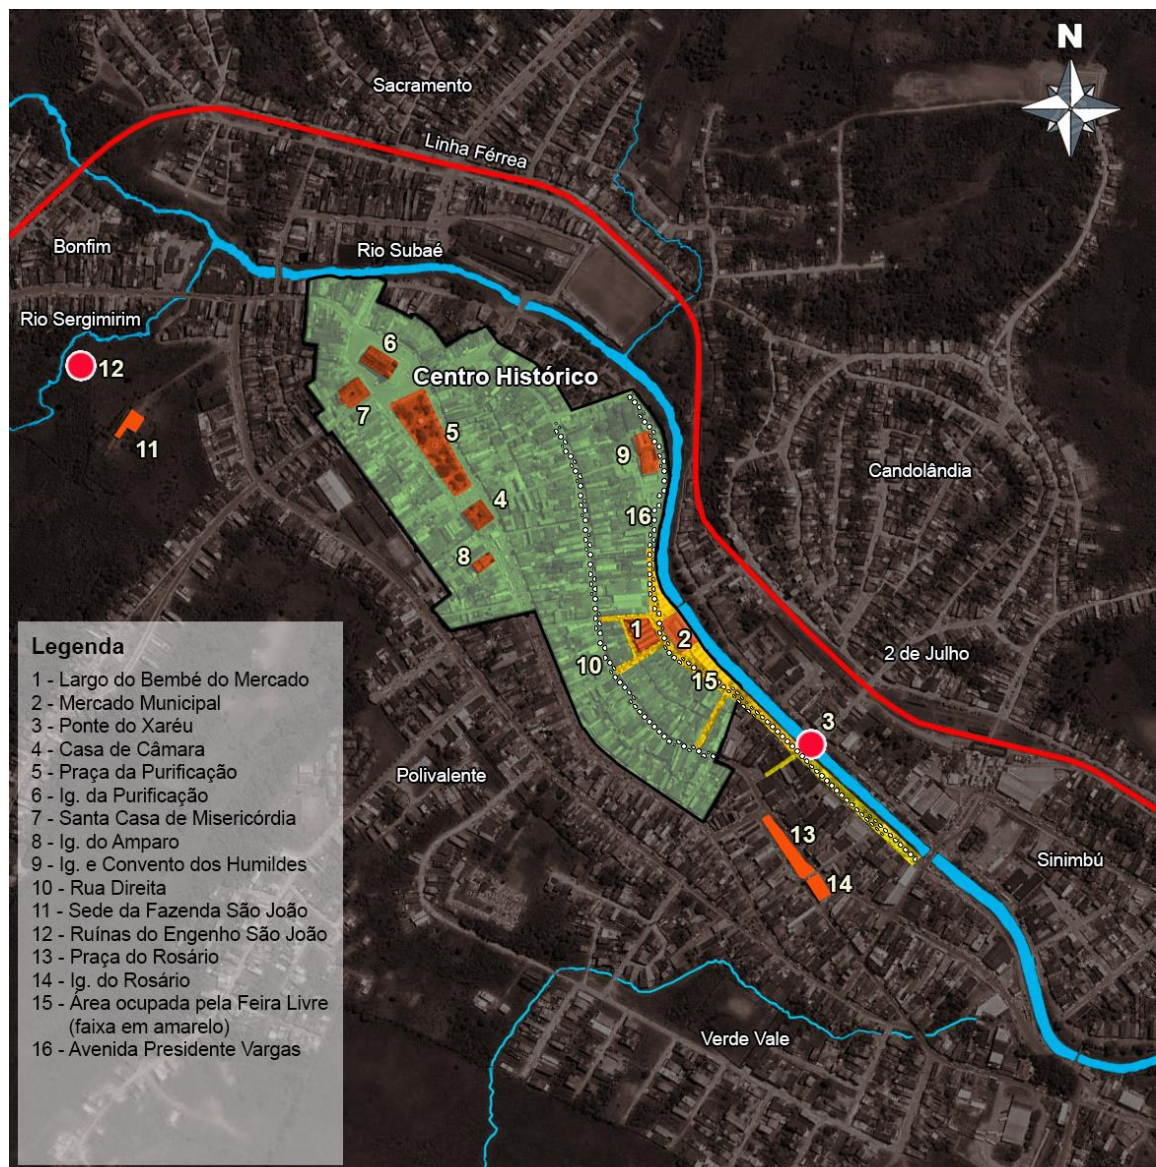 N
Sacramento
Linha Férrea
Bonfim
Rio Subaé
Rio Sergimirim
12
11
6
Centro Histórico
7
5
9
4
16
8
Candolândia
1
2
10
15
2 de Julho
3
Polivalente
13
14
Sinimbú
Verde Vale
Legenda
1 - Largo do Bembé do Mercado
2 - Mercado Municipal
3 - Ponte do Xaréu
4 - Casa de Câmara
5 - Praça da Purificação
6 - Ig. da Purificação
7 - Santa Casa de Misericórdia
8 - Ig. do Amparo
9 - Ig. e Convento dos Humildes
10 - Rua Direita
11 - Sede da Fazenda São João
12 - Ruínas do Engenho São João
13 - Praça do Rosário
14 - Ig. do Rosário
15 - Área ocupada pela Feira Livre
(faixa em amarelo)
16 - Avenida Presidente Vargas